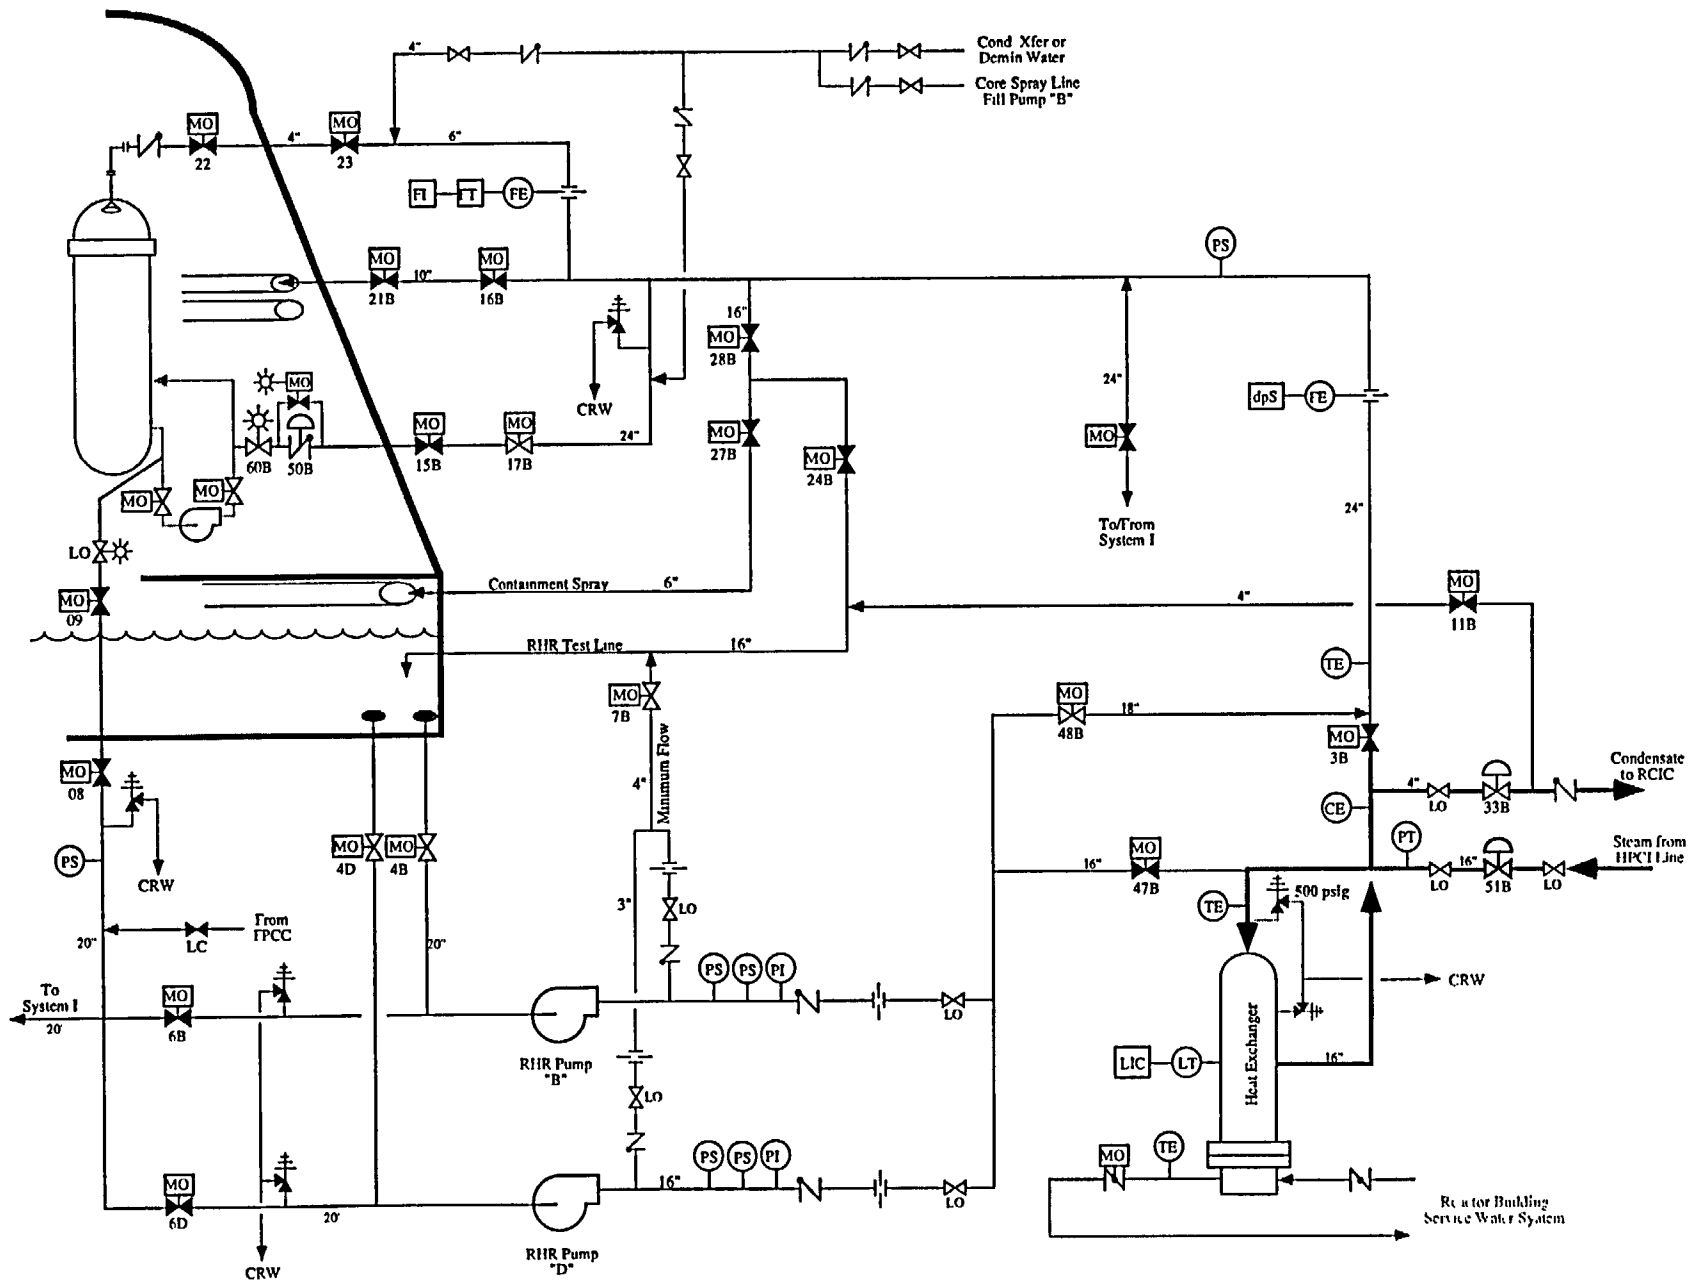 4"
Cond Xfer or
Demin Water
Core Spray Line
Fill Pump "B"
MO
22
4"
MO
23
6"
FI
FT
FE
PS
MO
21B
10"
MO
16B
16"
MO
28B
CRW
24"
dpS
FE
MO
MO
60B
50B
MO
15B
MO
17B
24"
MO
27B
MO
24B
MO
MO
MO
24"
To/From
System I
LO
Containment Spray
6"
MO
09
4"
MO
11B
RHR Test Line
16"
TE
MO
7B
MO
48B
18"
MO
3B
Minimum Flow
4"
Condensate
to RCIC
MO
08
4"
LO
33B
CE
PS
CRW
MO
4D
MO
4B
PT
Steam from
HPCI Line
16"
MO
47B
LO
16"
51B
LO
TE
500 psig
3"
LO
From
FPCC
LC
20"
20"
PS
PS
PI
CRW
To
System I
20'
MO
6B
LO
RHR Pump
"B"
Heat Exchanger
LIC
LT
16"
LO
PS
PS
PI
MO
TE
16"
LO
MO
6D
20'
RHR Pump
"D"
Reactor Building
Service Water System
CRW